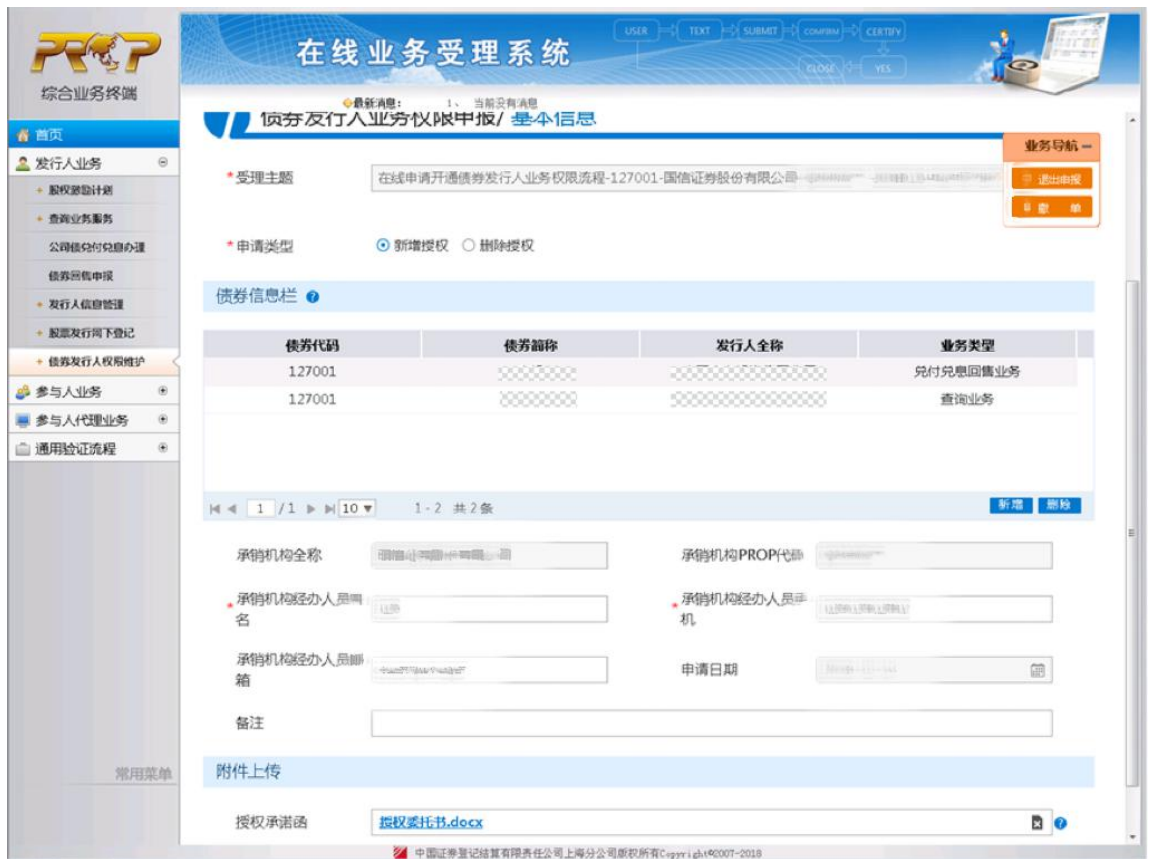 PROP
综合业务终端
在线业务受理系统
USER TEXT SUBMIT CONFIRM CERTIFY
CLOSE YES
最新消息： 1、 当前没有消息
首页
发行人业务
股权激励计划
查询业务服务
公司债兑付兑息办理
债券回售申报
发行人信息管理
股票发行网下登记
债券发行人权限维护
参与人业务
参与人代理业务
通用验证流程
常用菜单
债券发行人业务权限申报/ 基本信息
业务导航
退出申报
撤 单
*受理主题 在线申请开通债券发行人业务权限流程-127001-国信证券股份有限公司
*申请类型 新增授权 删除授权
债券信息栏
债券代码 债券简称 发行人全称 业务类型
127001 兑付兑息回售业务
127001 查询业务
1 /1 10 1-2 共2条 新增 删除
承销机构全称 承销机构PROP代码
*承销机构经办人员姓名 *承销机构经办人员手机
承销机构经办人员邮箱 申请日期
备注
附件上传
授权承诺函 授权委托书.docx
中国证券登记结算有限责任公司上海分公司版权所有Copyright©2007-2018